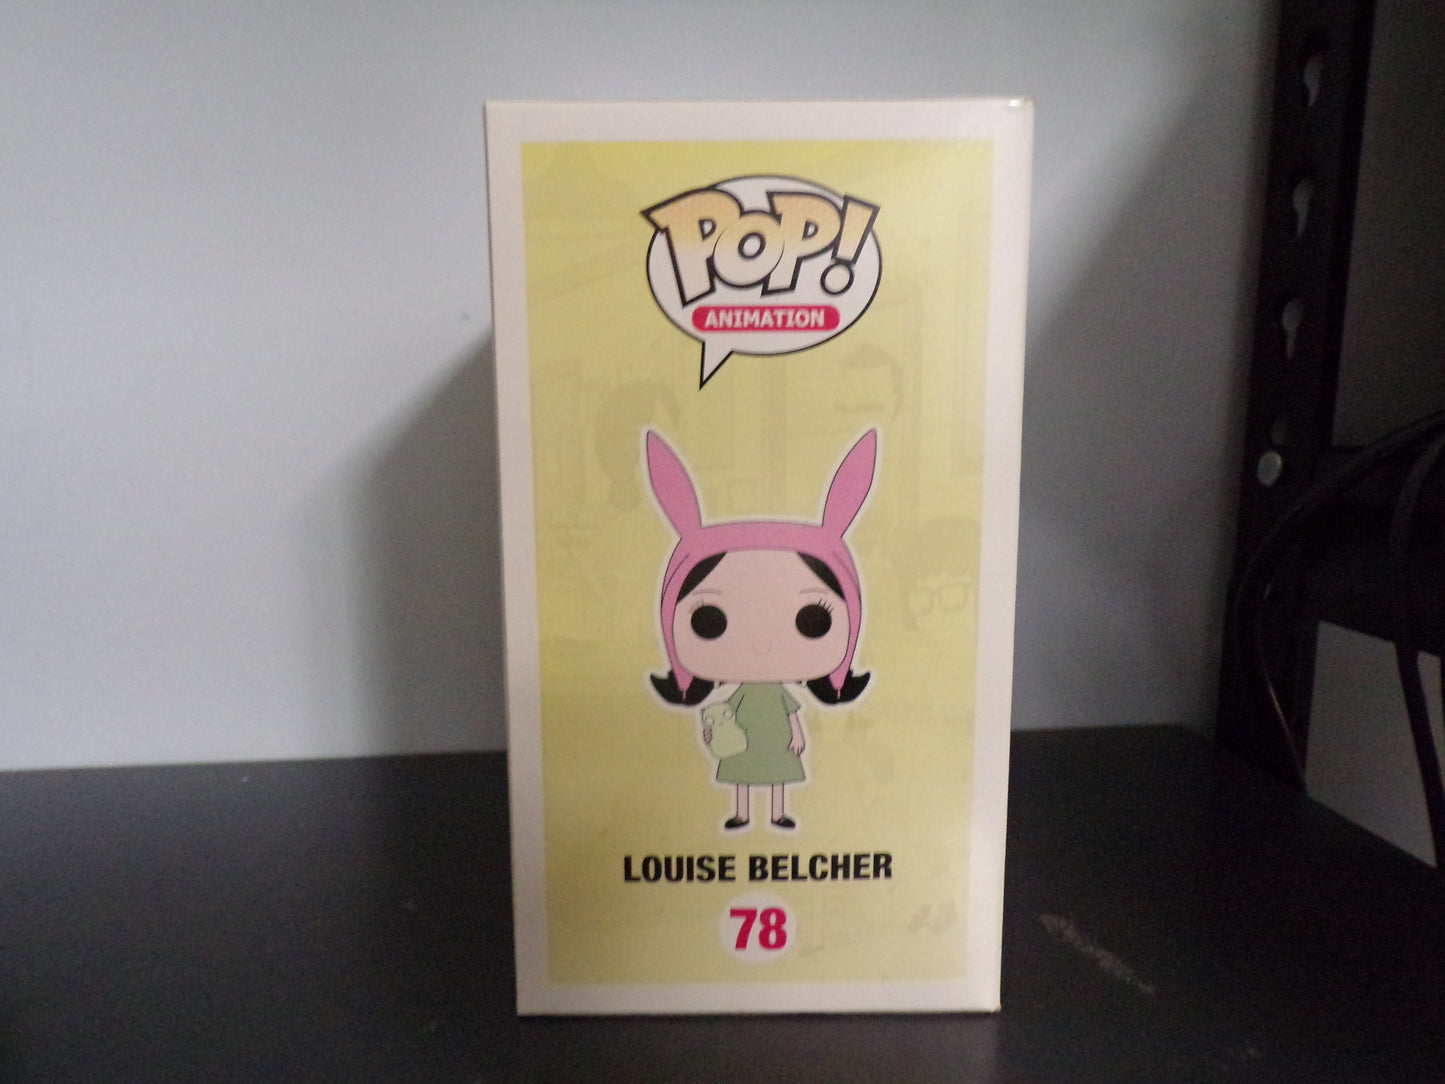 POP!
ANIMATION
LOUISE BELCHER
78